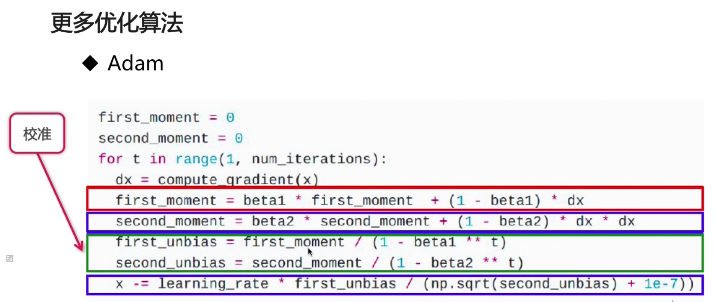 更多优化算法
◆ Adam
校准
first_moment = 0
second_moment = 0
for t in range(1, num_iterations):
  dx = compute_gradient(x)
  first_moment = beta1 * first_moment  + (1 - beta1) * dx
  second_moment = beta2 * second_moment + (1 - beta2) * dx * dx
  first_unbias = first_moment / (1 - beta1 ** t)
  second_unbias = second_moment / (1 - beta2 ** t)
  x -= learning_rate * first_unbias / (np.sqrt(second_unbias) + 1e-7))